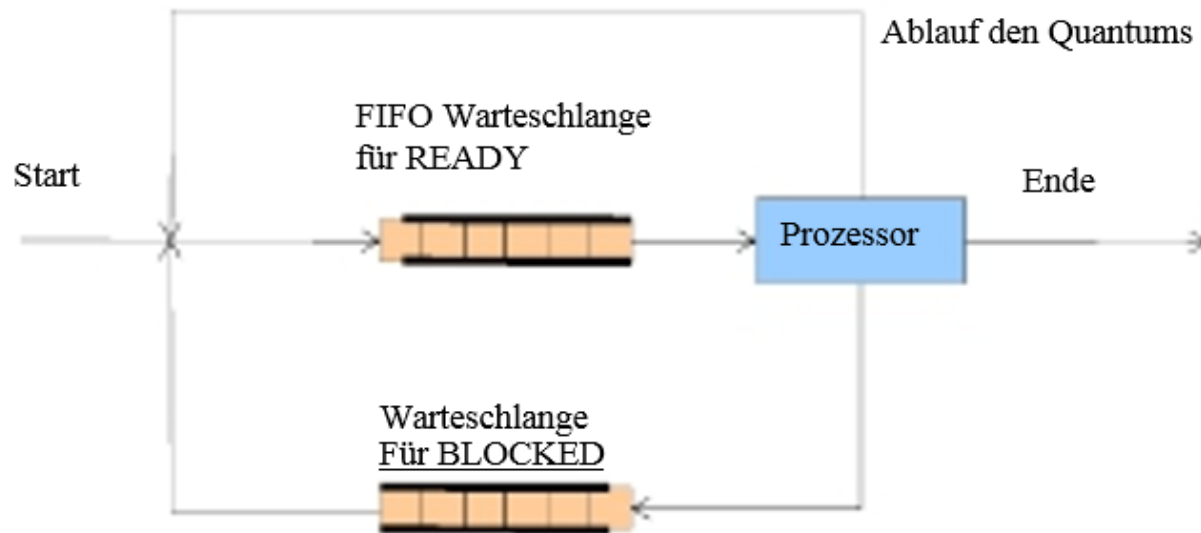 Ablauf den Quantums
FIFO Warteschlange
für READY
Start
Ende
Prozessor
Warteschlange
Für BLOCKED